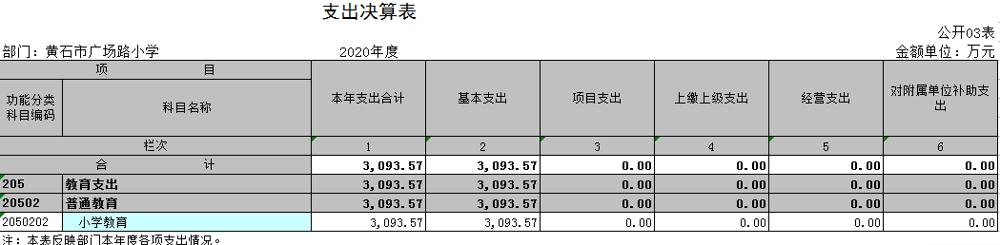 支出决算表
公开03表
部门：黄石市广场路小学 2020年度 金额单位：万元
项 目 本年支出合计 基本支出 项目支出 上缴上级支出 经营支出 对附属单位补助支出
功能分类科目编码 科目名称
栏次 1 2 3 4 5 6
合 计 3,093.57 3,093.57 0.00 0.00 0.00 0.00
205 教育支出 3,093.57 3,093.57 0.00 0.00 0.00 0.00
20502 普通教育 3,093.57 3,093.57 0.00 0.00 0.00 0.00
2050202 小学教育 3,093.57 3,093.57 0.00 0.00 0.00 0.00
注：本表反映部门本年度各项支出情况。